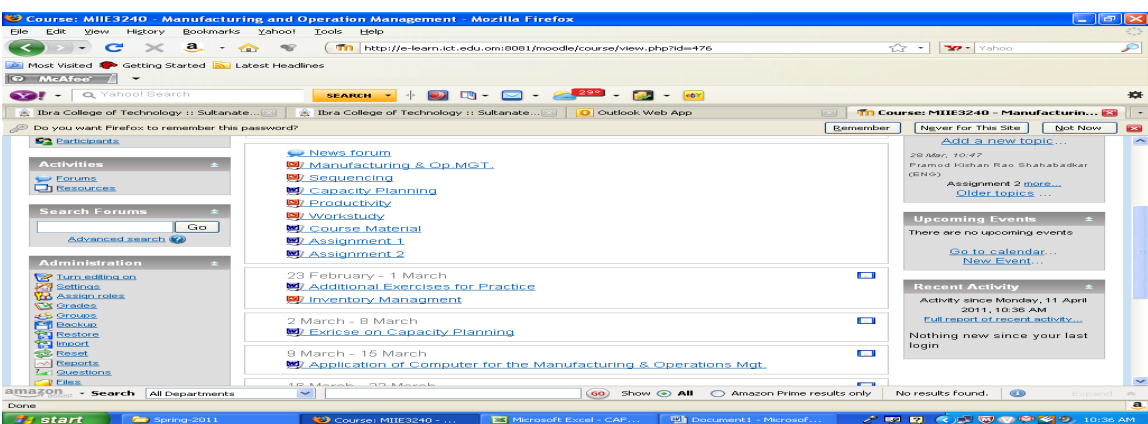 Course: MIIE3240 - Manufacturing and Operation Management - Mozilla Firefox
File Edit View History Bookmarks Yahoo! Tools Help
http://e-learn.ict.edu.om:8081/moodle/course/view.php?id=476
Yahoo
Most Visited Getting Started Latest Headlines
McAfee
Y! Yahoo! Search SEARCH 29° eBY
Ibra College of Technology :: Sultanate... Ibra College of Technology :: Sultanate... Outlook Web App Course: MIIE3240 - Manufacturin...
Do you want Firefox to remember this password? Remember Never for This Site Not Now
Participants
Activities
Forums
Resources
Search Forums
Go
Advanced search
Administration
Turn editing on
Settings
Assign roles
Grades
Groups
Backup
Restore
Import
Reset
Reports
Questions
Files
News forum
Manufacturing & Op.MGT.
Sequencing
Capacity Planning
Productivity
Workstudy
Course Material
Assignment 1
Assignment 2
23 February - 1 March
Additional Exercises for Practice
Inventory Managment
2 March - 8 March
Exricse on Capacity Planning
9 March - 15 March
Application of Computer for the Manufacturing & Operations Mgt.
16 March - 22 March
Add a new topic...
28 Mar, 10:47
Pramod Kishan Rao Shahabadkar (ENG)
Assignment 2 more...
Older topics ...
Upcoming Events
There are no upcoming events
Go to calendar...
New Event...
Recent Activity
Activity since Monday, 11 April
2011, 10:36 AM
Full report of recent activity...
Nothing new since your last
login
amazon Search All Departments GO Show All Amazon Prime results only No results found. Expand
Done
start Spring-2011 Course: MIIE3240 - ... Microsoft Excel - CAF... Document1 - Microsof... 10:36 AM